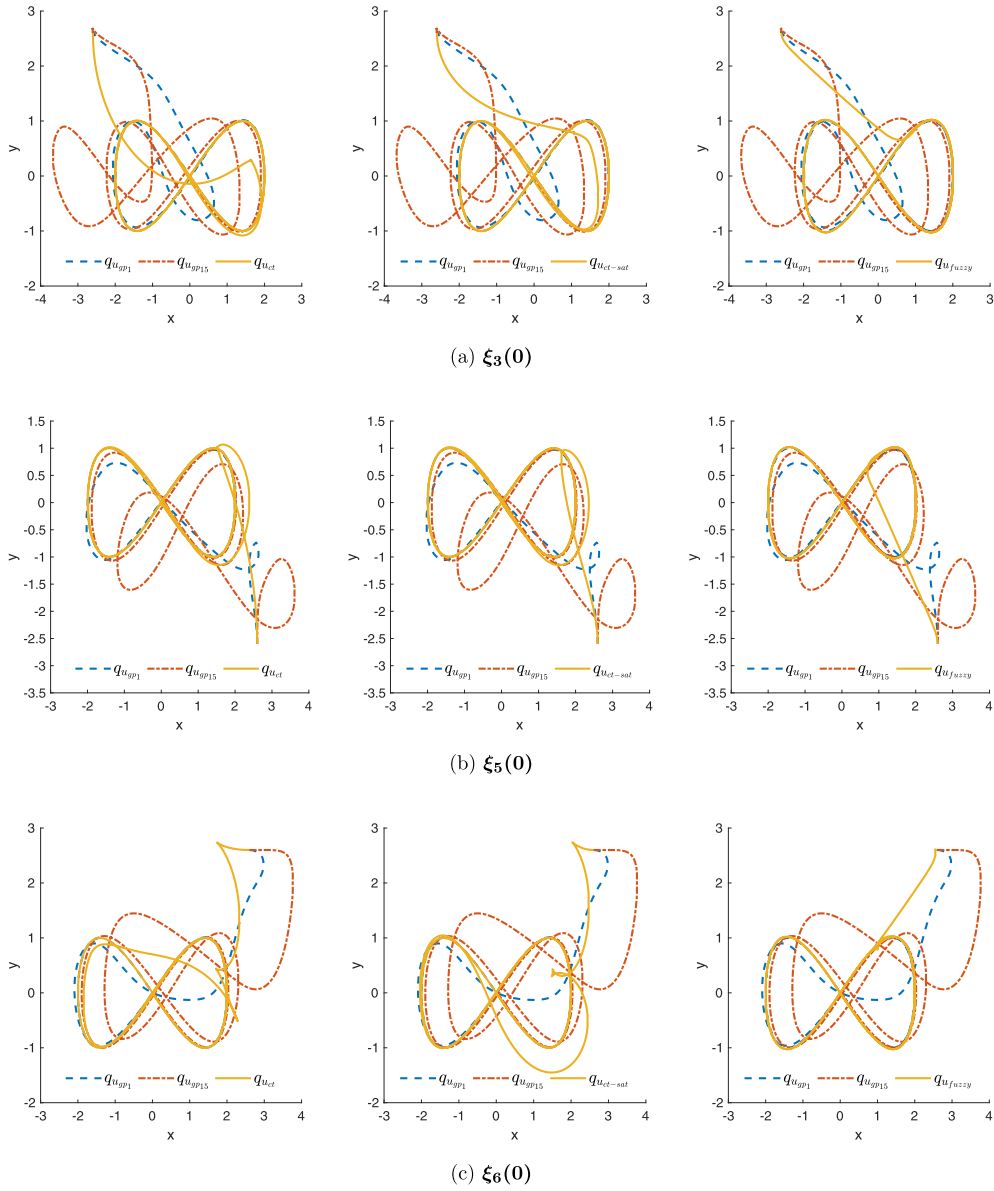 3
2
1
0
-1
-2
y
-4 -3 -2 -1 0 1 2 3
x
q_{u_{gp_1}} q_{u_{gp_{15}}} q_{u_{ct}}
3
2
1
0
-1
-2
y
-4 -3 -2 -1 0 1 2 3
x
q_{u_{gp_1}} q_{u_{gp_{15}}} q_{u_{ct-sat}}
3
2
1
0
-1
-2
y
-4 -3 -2 -1 0 1 2 3
x
q_{u_{gp_1}} q_{u_{gp_{15}}} q_{u_{fuzzy}}
(a) ξ₃(0)
1.5
1
0.5
0
-0.5
-1
-1.5
-2
-2.5
-3
-3.5
y
-3 -2 -1 0 1 2 3 4
x
q_{u_{gp_1}} q_{u_{gp_{15}}} q_{u_{ct}}
1.5
1
0.5
0
-0.5
-1
-1.5
-2
-2.5
-3
-3.5
y
-3 -2 -1 0 1 2 3 4
x
q_{u_{gp_1}} q_{u_{gp_{15}}} q_{u_{ct-sat}}
1.5
1
0.5
0
-0.5
-1
-1.5
-2
-2.5
-3
-3.5
y
-3 -2 -1 0 1 2 3 4
x
q_{u_{gp_1}} q_{u_{gp_{15}}} q_{u_{fuzzy}}
(b) ξ₅(0)
3
2
1
0
-1
-2
y
-3 -2 -1 0 1 2 3 4
x
q_{u_{gp_1}} q_{u_{gp_{15}}} q_{u_{ct}}
3
2
1
0
-1
-2
y
-3 -2 -1 0 1 2 3 4
x
q_{u_{gp_1}} q_{u_{gp_{15}}} q_{u_{ct-sat}}
3
2
1
0
-1
-2
y
-3 -2 -1 0 1 2 3 4
x
q_{u_{gp_1}} q_{u_{gp_{15}}} q_{u_{fuzzy}}
(c) ξ₆(0)